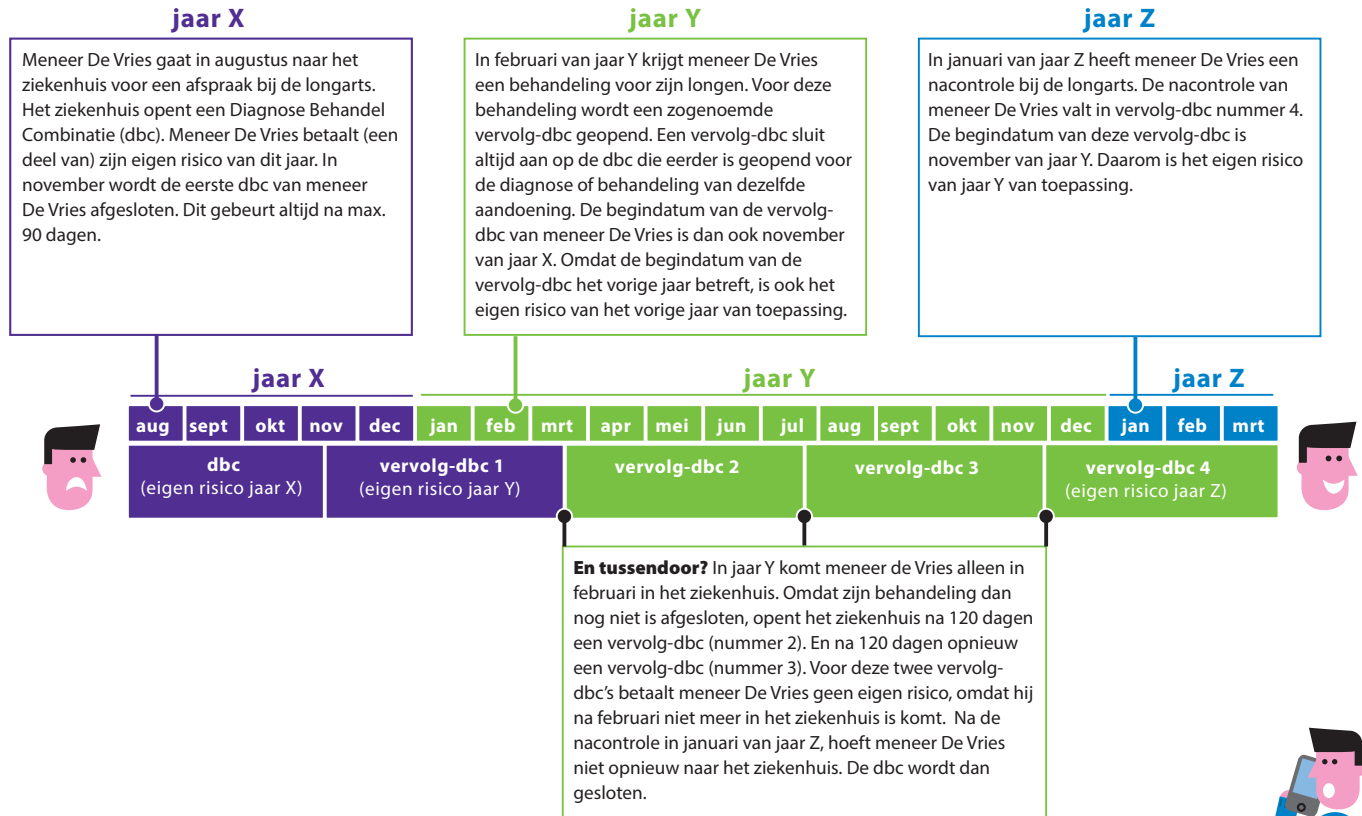 jaar X
Meneer De Vries gaat in augustus naar het
ziekenhuis voor een afspraak bij de longarts.
Het ziekenhuis opent een Diagnose Behandel
Combinatie (dbc). Meneer De Vries betaalt (een
deel van) zijn eigen risico van dit jaar. In
november wordt de eerste dbc van meneer
De Vries afgesloten. Dit gebeurt altijd na max.
90 dagen.
jaar Y
In februari van jaar Y krijgt meneer De Vries
een behandeling voor zijn longen. Voor deze
behandeling wordt een zogenoemde
vervolg-dbc geopend. Een vervolg-dbc sluit
altijd aan op de dbc die eerder is geopend voor
de diagnose of behandeling van dezelfde
aandoening. De begindatum van de vervolg-
dbc van meneer De Vries is dan ook november
van jaar X. Omdat de begindatum van de
vervolg-dbc het vorige jaar betreft, is ook het
eigen risico van het vorige jaar van toepassing.
jaar Z
In januari van jaar Z heeft meneer De Vries een
nacontrole bij de longarts. De nacontrole van
meneer De Vries valt in vervolg-dbc nummer 4.
De begindatum van deze vervolg-dbc is
november van jaar Y. Daarom is het eigen risico
van jaar Y van toepassing.
jaar X jaar Y jaar Z
aug sept okt nov dec jan feb mrt apr mei jun jul aug sept okt nov dec jan feb mrt
dbc vervolg-dbc 1 vervolg-dbc 2 vervolg-dbc 3 vervolg-dbc 4
(eigen risico jaar X) (eigen risico jaar Y) (eigen risico jaar Z)
En tussendoor? In jaar Y komt meneer de Vries alleen in
februari in het ziekenhuis. Omdat zijn behandeling dan
nog niet is afgesloten, opent het ziekenhuis na 120 dagen
een vervolg-dbc (nummer 2). En na 120 dagen opnieuw
een vervolg-dbc (nummer 3). Voor deze twee vervolg-
dbc's betaalt meneer De Vries geen eigen risico, omdat hij
na februari niet meer in het ziekenhuis is komt. Na de
nacontrole in januari van jaar Z, hoeft meneer De Vries
niet opnieuw naar het ziekenhuis. De dbc wordt dan
gesloten.